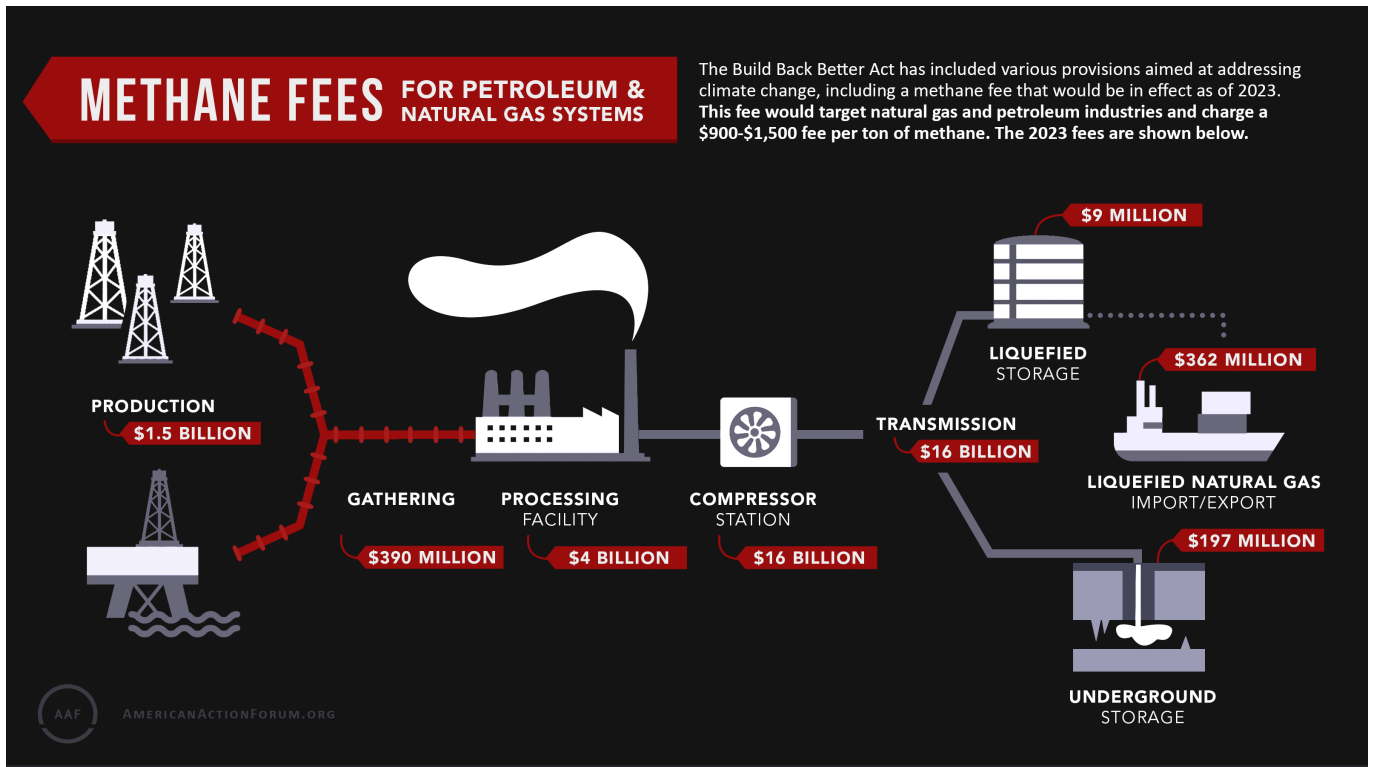 METHANE FEES
FOR PETROLEUM &
NATURAL GAS SYSTEMS
The Build Back Better Act has included various provisions aimed at addressing
climate change, including a methane fee that would be in effect as of 2023.
This fee would target natural gas and petroleum industries and charge a
$900-$1,500 fee per ton of methane. The 2023 fees are shown below.
PRODUCTION
$1.5 BILLION
GATHERING
$390 MILLION
PROCESSING
FACILITY
$4 BILLION
COMPRESSOR
STATION
$16 BILLION
TRANSMISSION
$16 BILLION
$9 MILLION
LIQUEFIED
STORAGE
$362 MILLION
LIQUEFIED NATURAL GAS
IMPORT/EXPORT
$197 MILLION
UNDERGROUND
STORAGE
AAF
AMERICANACTIONFORUM.ORG